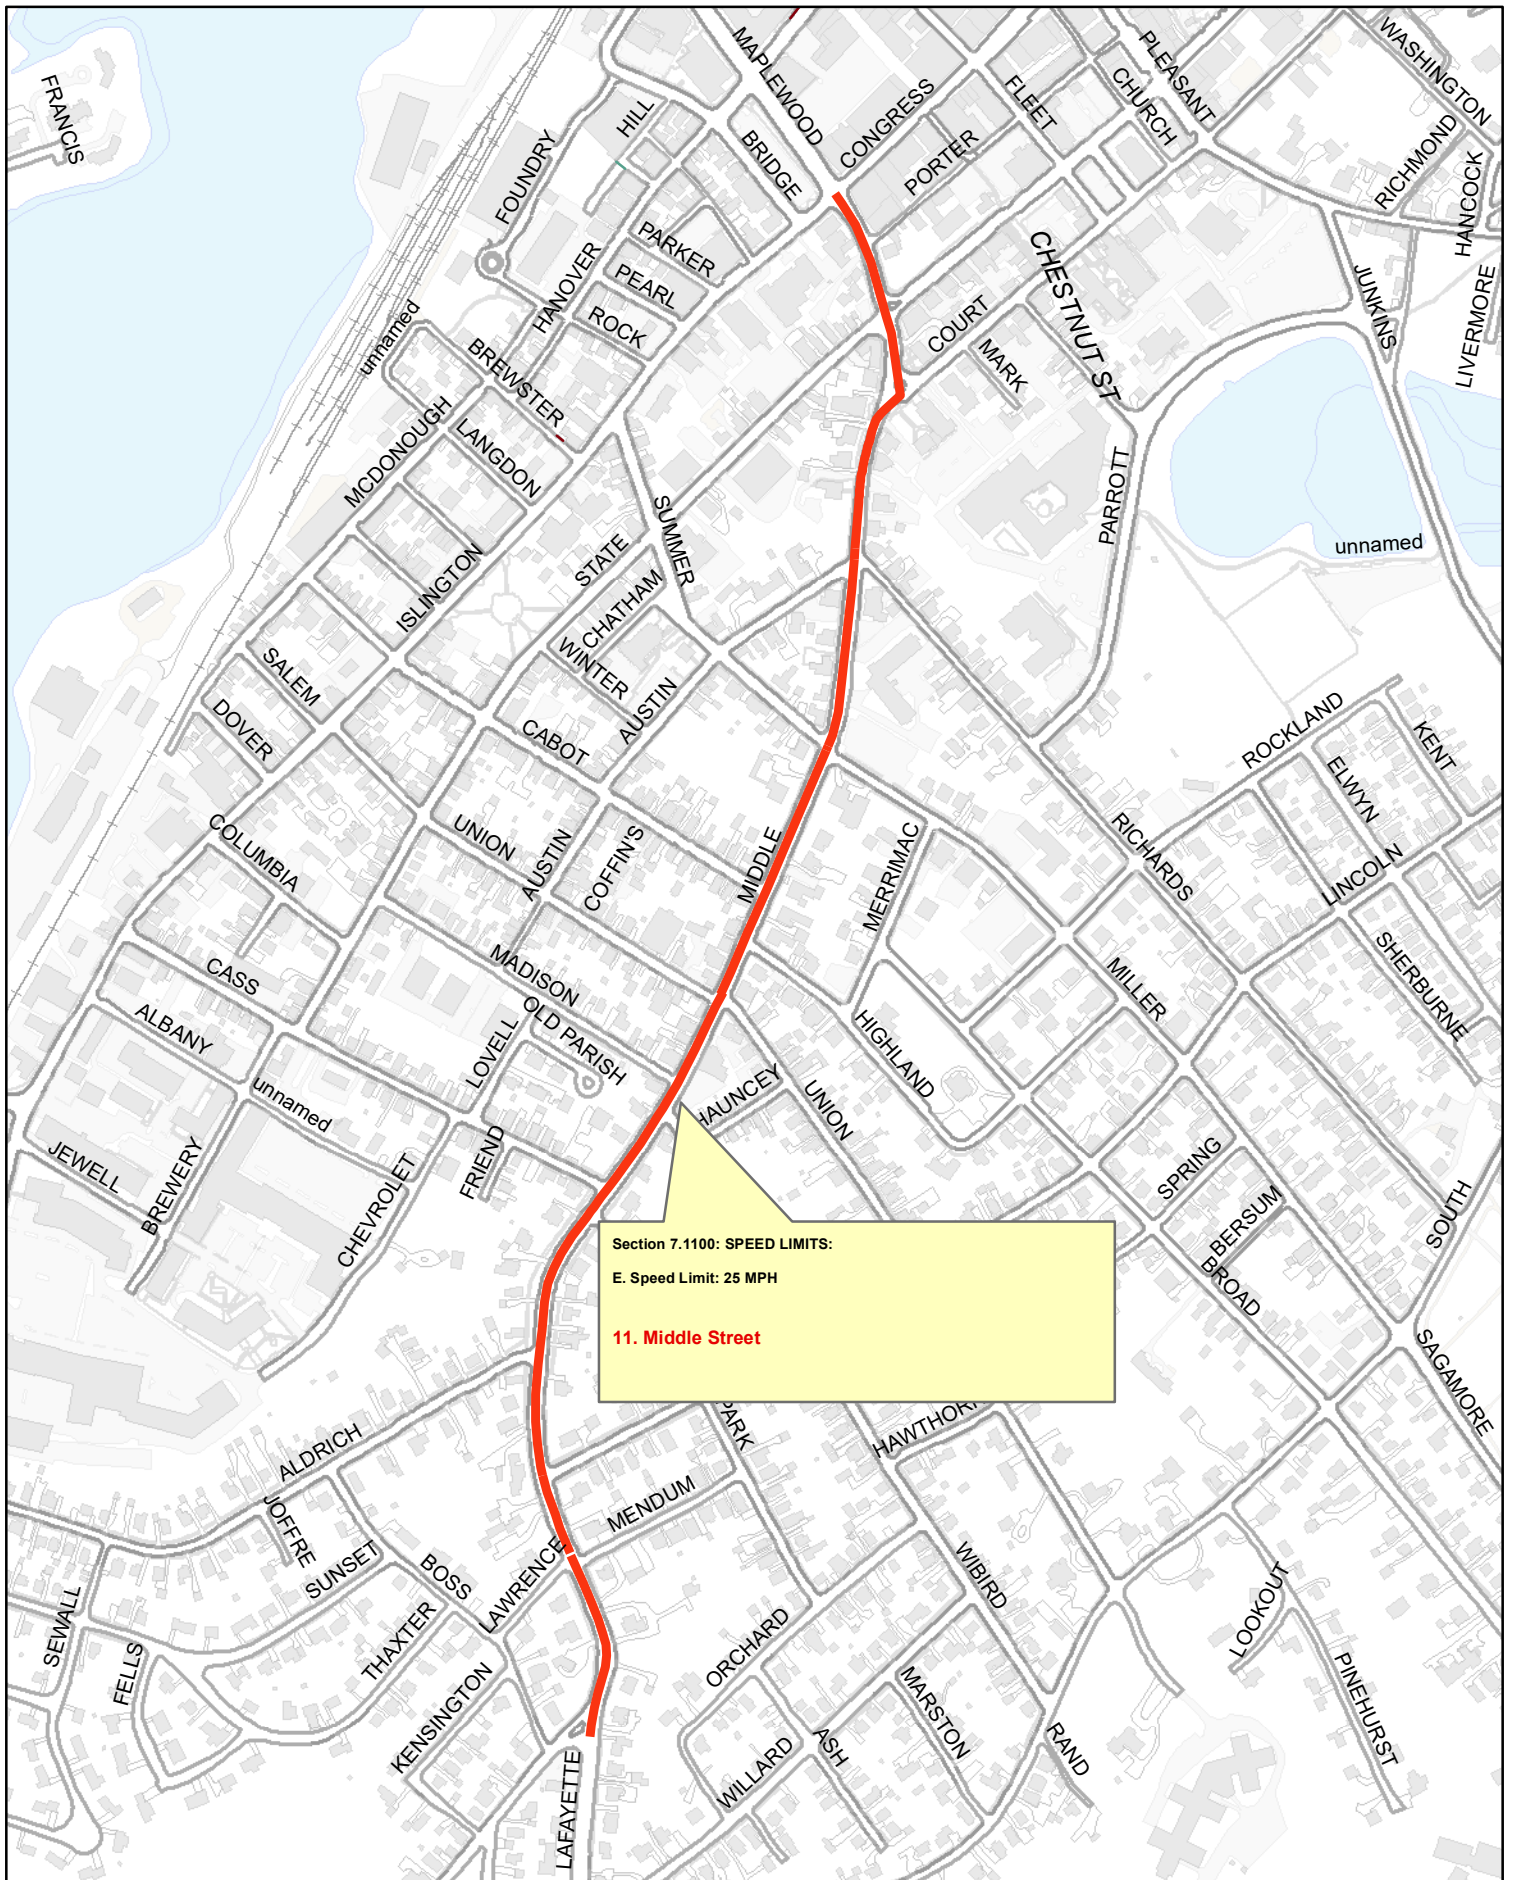 WASHINGTON
PLEASANT
MAPLEWOOD
FRANCIS
FLEET
CHURCH
CONGRESS
HILL
RICHMOND
FOUNDRY
BRIDGE
PORTER
HANCOCK
PARKER
HANOVER
PEARL
CHESTNUT ST
JUNKINS
LIVERMORE
ROCK
unnamed
COURT
MARK
BREWSTER
MCDONOUGH
LANGDON
PARROTT
SUMMER
unnamed
STATE
ISLINGTON
CHATHAM
WINTER
SALEM
AUSTIN
DOVER
CABOT
ROCKLAND
KENT
ELWYN
COLUMBIA
UNION
AUSTIN
COFFIN'S
MIDDLE
MERRIMAC
RICHARDS
LINCOLN
SHERBURNE
CASS
MADISON
MILLER
ALBANY
OLD PARISH
LOVELL
HIGHLAND
unnamed
HAUNCEY
UNION
JEWELL
BREWERY
FRIEND
CHEVROLET
SPRING
BERSUM
SOUTH
BROAD
Section 7.1100: SPEED LIMITS:
E. Speed Limit: 25 MPH
11. Middle Street
SAGAMORE
PARK
HAWTHOR
ALDRICH
MENDUM
JOFFRE
SUNSET
BOSS
LAWRENCE
WIBIRD
LOOKOUT
SEWALL
THAXTER
ORCHARD
FELLS
KENSINGTON
MARSTON
PINEHURST
RAND
ASH
WILLARD
LAFAYETTE